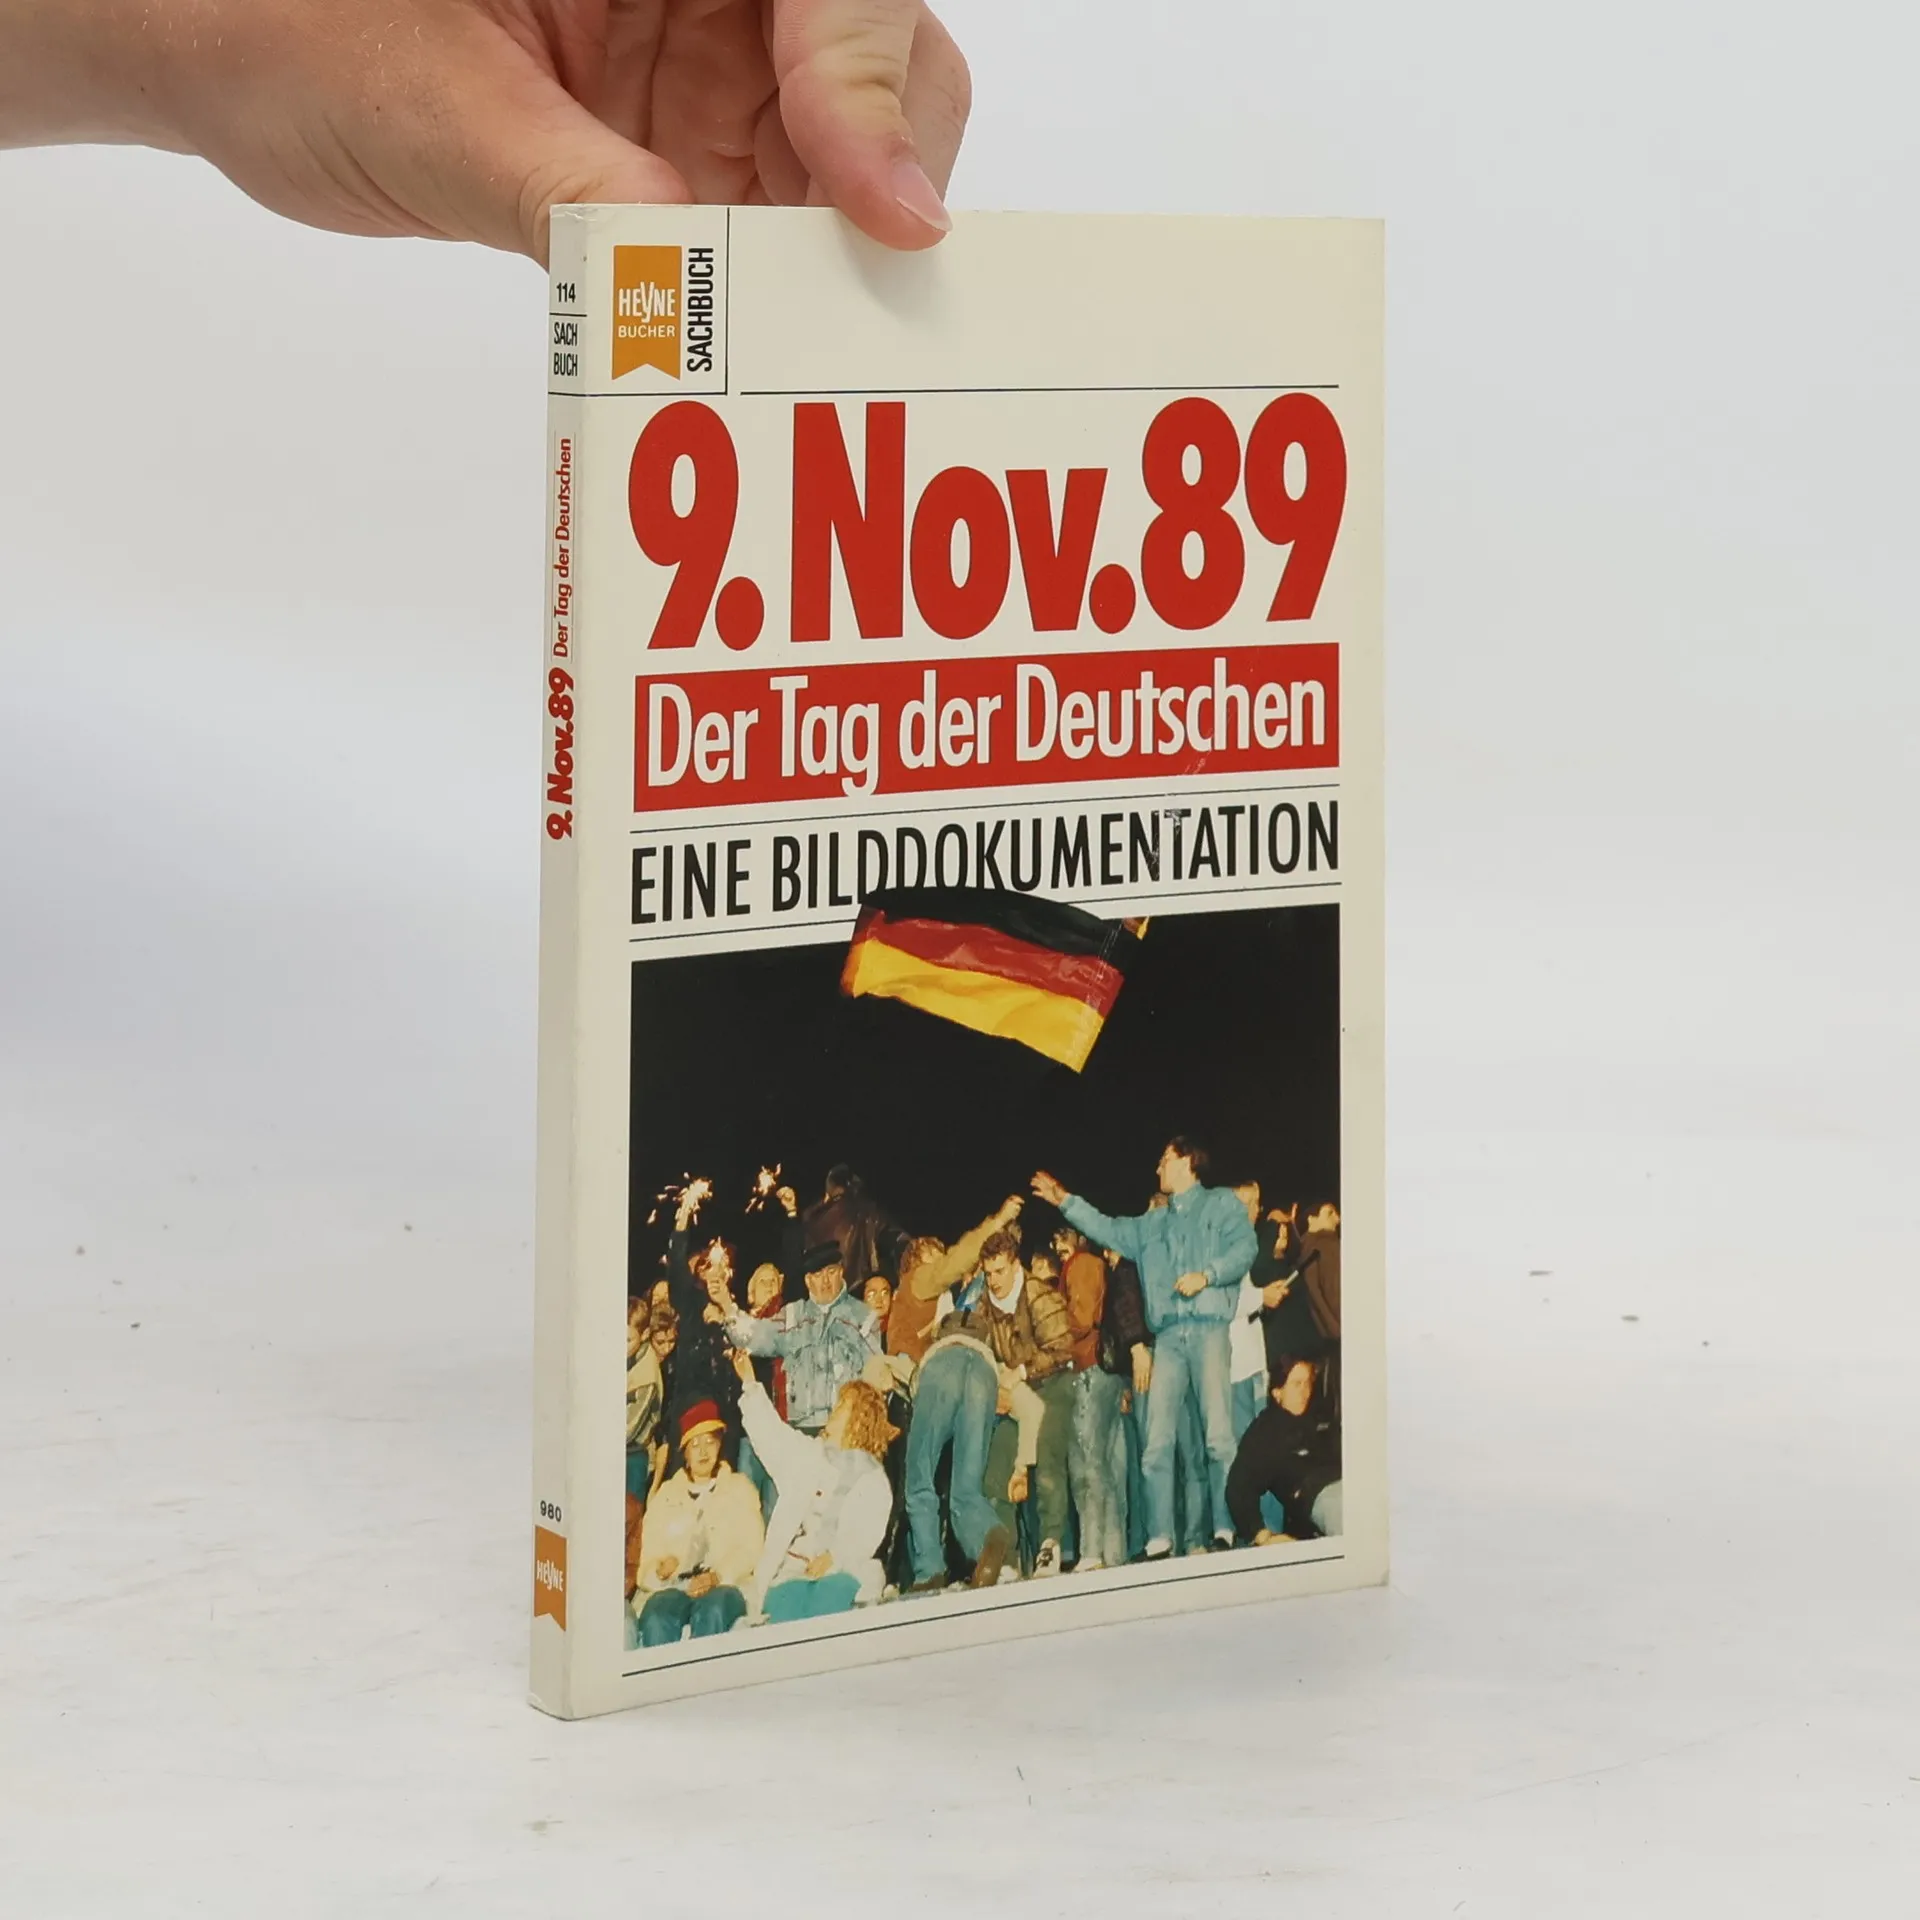 114
SACH
BUCH
9. Nov. 89 Der Tag der Deutschen
980
HEYNE
HEYNE
BÜCHER
SACHBUCH
9. Nov. 89
Der Tag der Deutschen
EINE BILDDOKUMENTATION